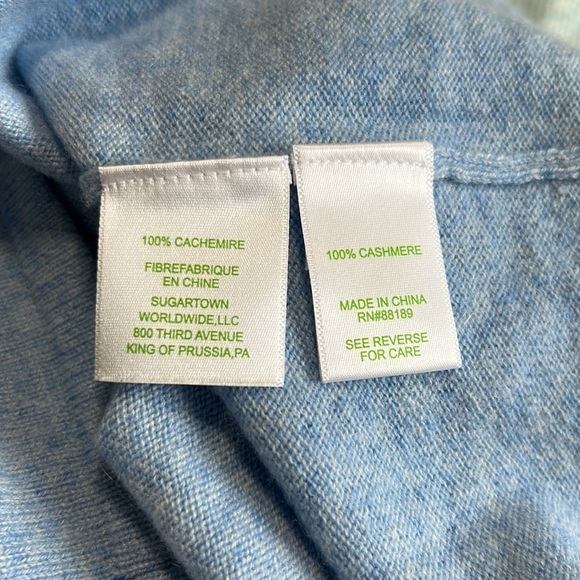 100% CACHEMIRE
FIBREFABRIQUE
EN CHINE
SUGARTOWN
WORLDWIDE,LLC
800 THIRD AVENUE
KING OF PRUSSIA,PA
100% CASHMERE
MADE IN CHINA
RN#88189
SEE REVERSE
FOR CARE